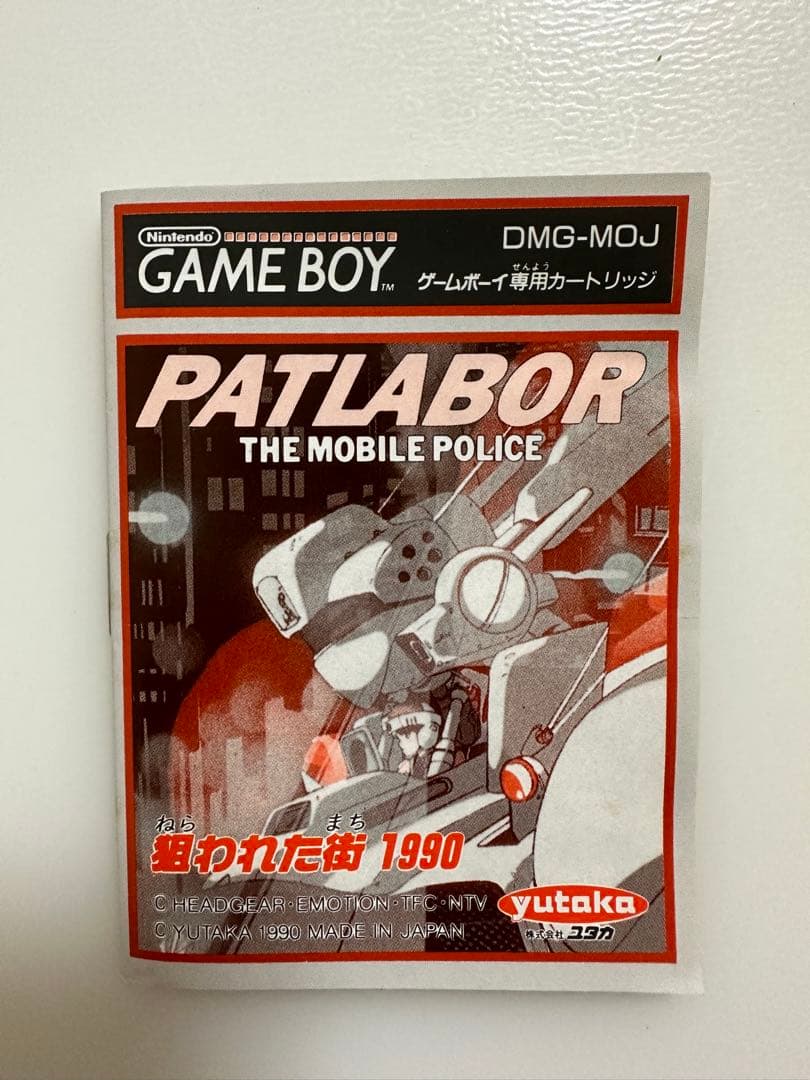 Nintendo
GAME BOY™
DMG-MOJ
せんよう
ゲームボーイ専用カートリッジ
PATLABOR
THE MOBILE POLICE
ねら まち
狙われた街 1990
© HEADGEAR・EMOTION・TFC・NTV
© YUTAKA 1990 MADE IN JAPAN
yutaka
株式会社 ユタカ